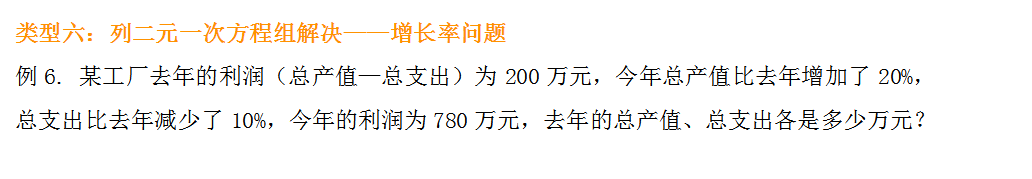 类型六：列二元一次方程组解决——增长率问题
例 6. 某工厂去年的利润（总产值—总支出）为 200 万元，今年总产值比去年增加了 20%，
总支出比去年减少了 10%，今年的利润为 780 万元，去年的总产值、总支出各是多少万元？